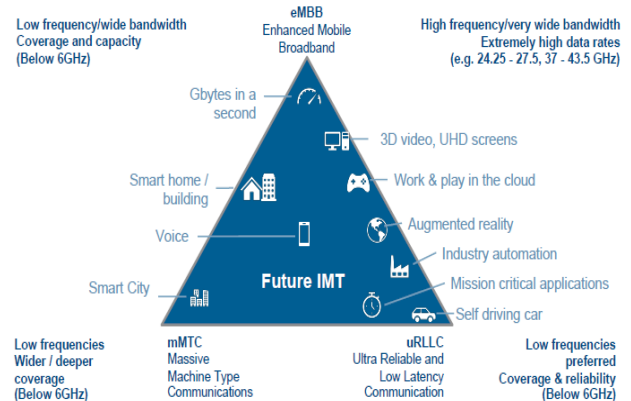 eMBB
Enhanced Mobile
Broadband
Low frequency/wide bandwidth
Coverage and capacity
(Below 6GHz)
High frequency/very wide bandwidth
Extremely high data rates
(e.g. 24.25 - 27.5, 37 - 43.5 GHz)
Gbytes in a
second
3D video, UHD screens
Smart home /
building
Work & play in the cloud
Voice
Augmented reality
Industry automation
Smart City
Future IMT
Mission critical applications
Self driving car
Low frequencies
Wider / deeper
coverage
(Below 6GHz)
mMTC
Massive
Machine Type
Communications
uRLLC
Ultra Reliable and
Low Latency
Communication
Low frequencies
preferred
Coverage & reliability
(Below 6GHz)